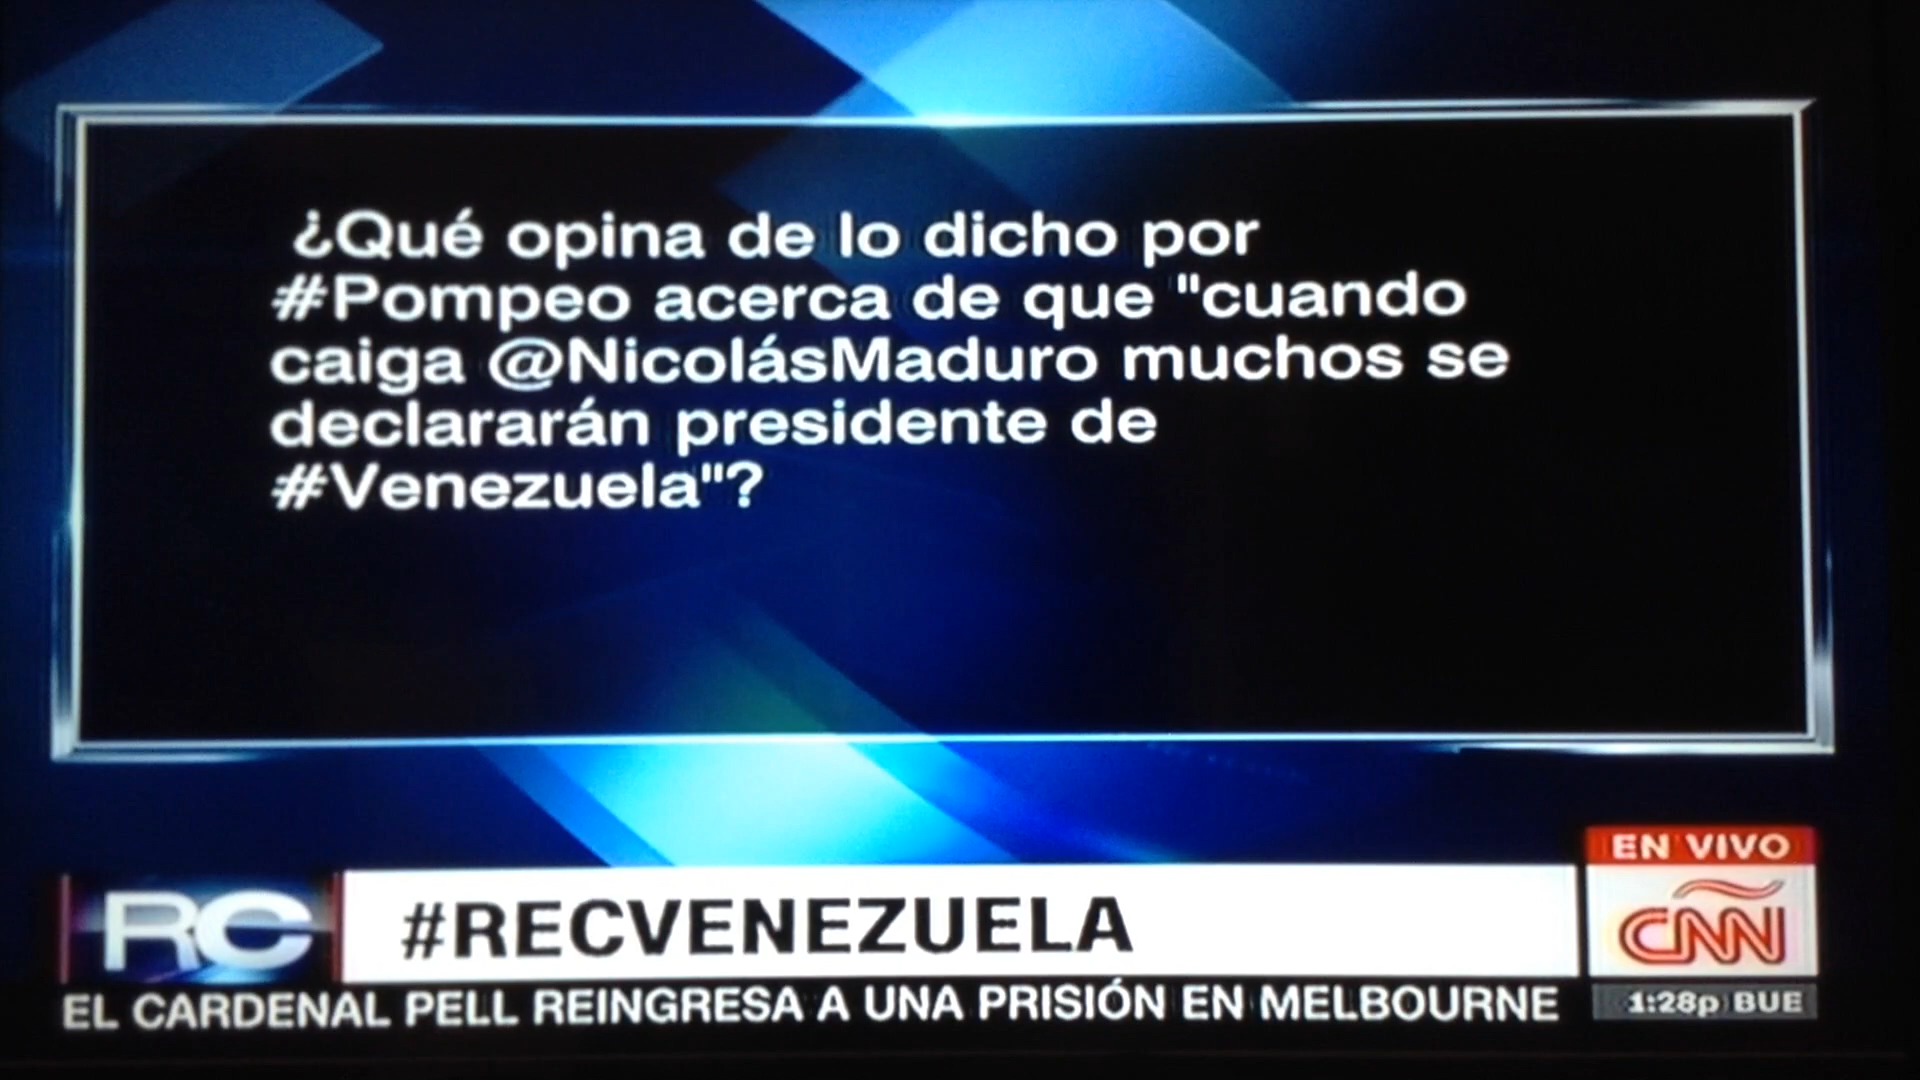 ¿Qué opina de lo dicho por
#Pompeo acerca de que "cuando
caiga @NicolásMaduro muchos se
declararán presidente de
#Venezuela"?
EN VIVO
RC
#RECVENEZUELA
CNN
EL CARDENAL PELL REINGRESA A UNA PRISIÓN EN MELBOURNE
1:28p BUE